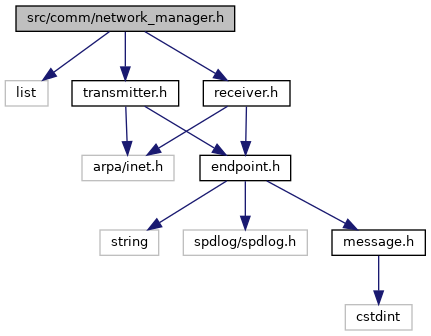 src/comm/network_manager.h
list
transmitter.h
receiver.h
arpa/inet.h
endpoint.h
string
spdlog/spdlog.h
message.h
cstdint